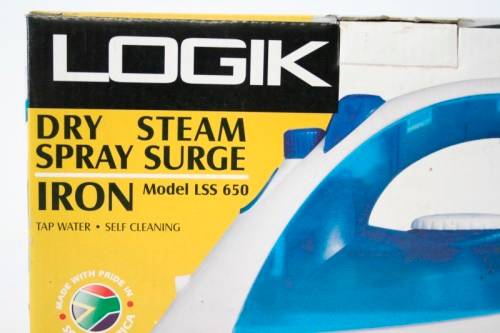 LOGIK
DRY STEAM
SPRAY SURGE
IRON Model LSS 650
TAP WATER • SELF CLEANING
MADE WITH PRIDE IN